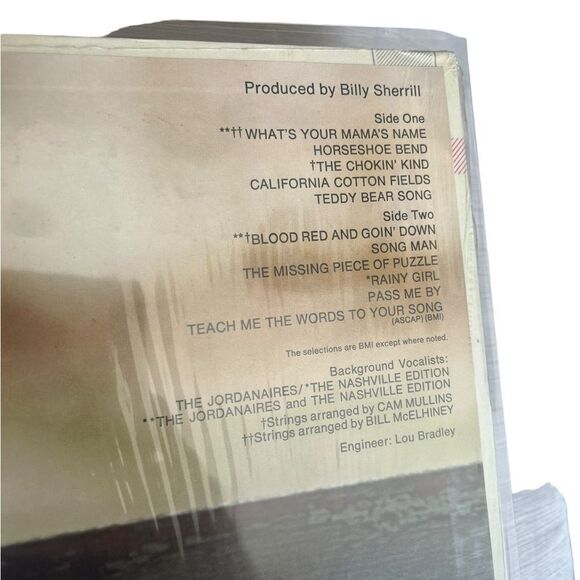 Produced by Billy Sherrill
Side One
**††WHAT'S YOUR MAMA'S NAME
HORSESHOE BEND
†THE CHOKIN' KIND
CALIFORNIA COTTON FIELDS
TEDDY BEAR SONG
Side Two
**†BLOOD RED AND GOIN' DOWN
SONG MAN
THE MISSING PIECE OF PUZZLE
*RAINY GIRL
PASS ME BY
TEACH ME THE WORDS TO YOUR SONG
(ASCAP) (BMI)
The selections are BMI except where noted.
Background Vocalists:
THE JORDANAIRES/*THE NASHVILLE EDITION
**THE JORDANAIRES and THE NASHVILLE EDITION
†Strings arranged by CAM MULLINS
††Strings arranged by BILL McELHINEY
Engineer: Lou Bradley